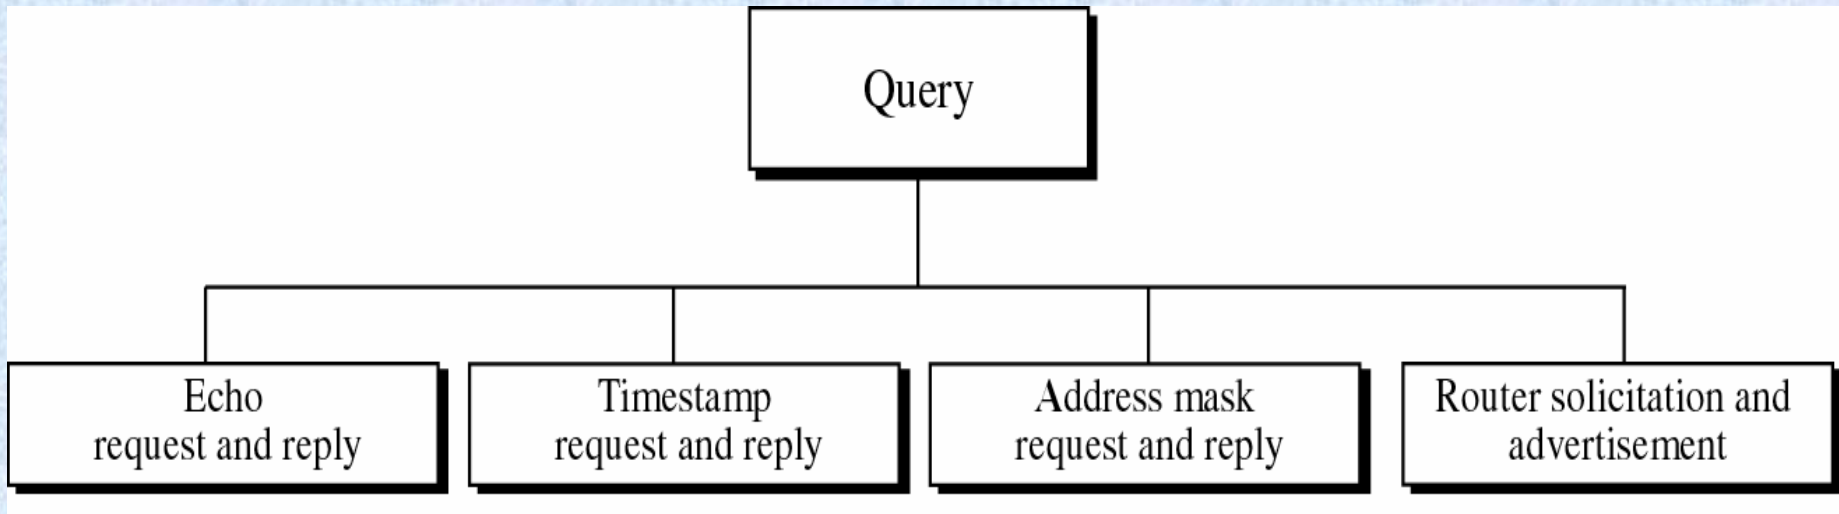 Query
Echo
request and reply
Timestamp
request and reply
Address mask
request and reply
Router solicitation and
advertisement